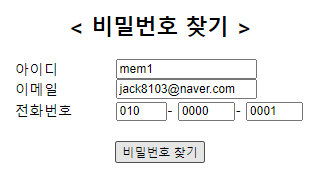 < 비밀번호 찾기 >
아이디 mem1
이메일 jack8103@naver.com
전화번호 010 - 0000 - 0001
비밀번호 찾기